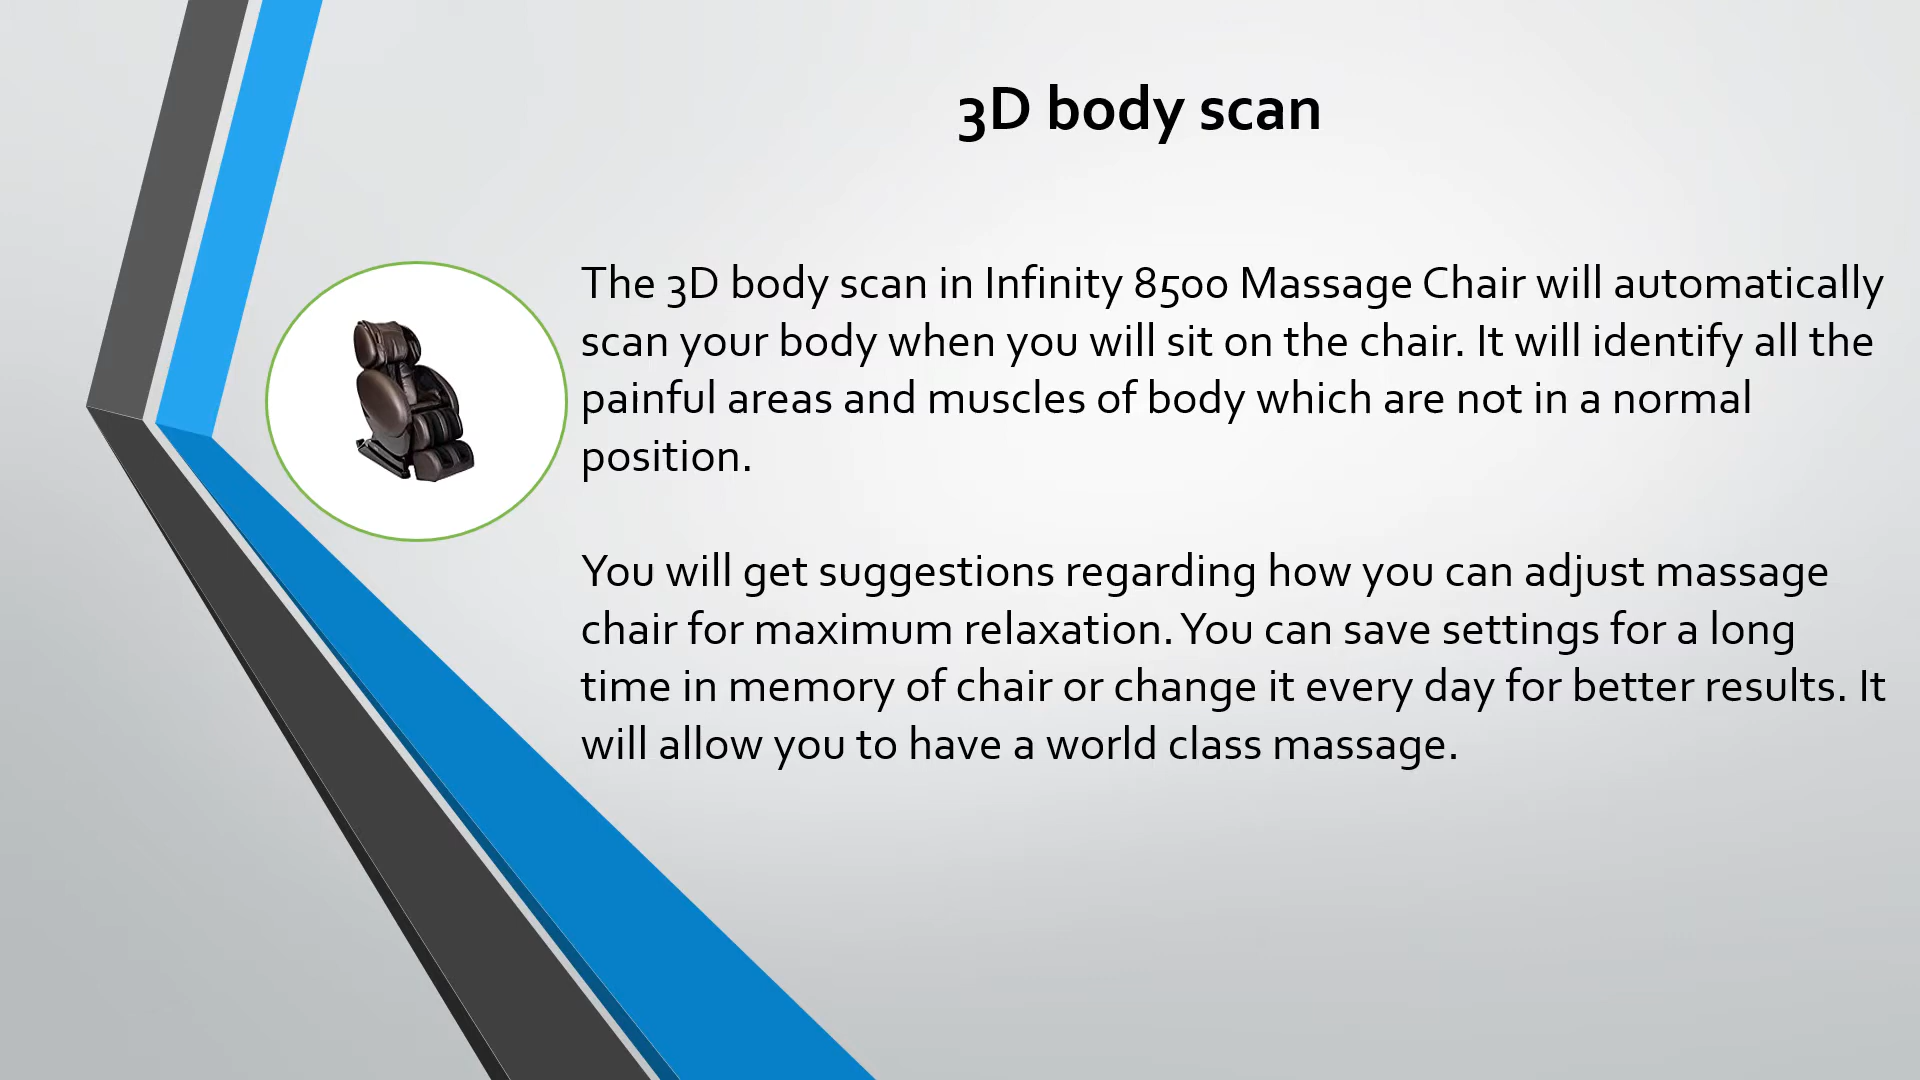 3D body scan
The 3D body scan in Infinity 8500 Massage Chair will automatically
scan your body when you will sit on the chair. It will identify all the
painful areas and muscles of body which are not in a normal
position.
You will get suggestions regarding how you can adjust massage
chair for maximum relaxation. You can save settings for a long
time in memory of chair or change it every day for better results. It
will allow you to have a world class massage.